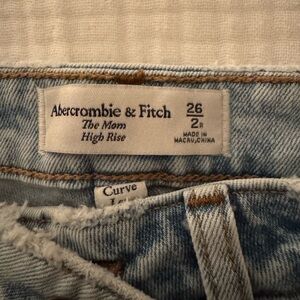 Abercrombie & Fitch
The Mom
High Rise
26
2R
MADE IN
MACAU, CHINA
Curve